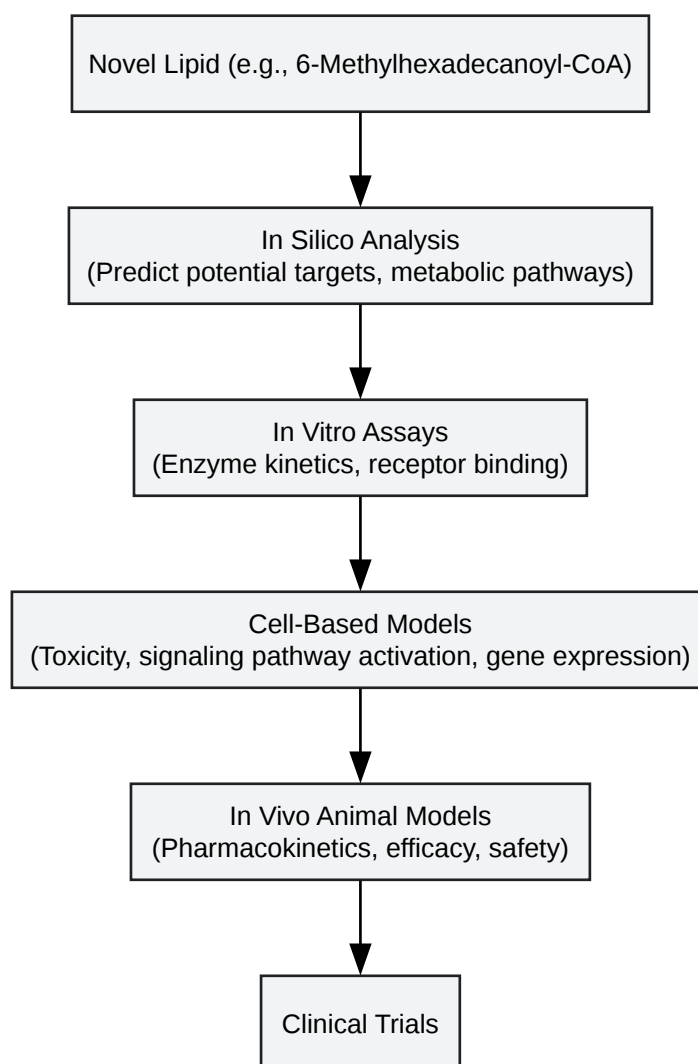 Novel Lipid (e.g., 6-Methylhexadecanoyl-CoA)
In Silico Analysis
(Predict potential targets, metabolic pathways)
In Vitro Assays
(Enzyme kinetics, receptor binding)
Cell-Based Models
(Toxicity, signaling pathway activation, gene expression)
In Vivo Animal Models
(Pharmacokinetics, efficacy, safety)
Clinical Trials